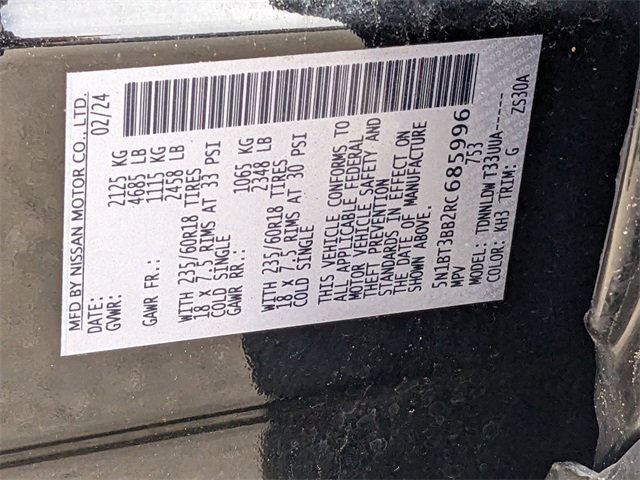 MFD BY NISSAN MOTOR CO., LTD.
DATE: 02/24
GVWR: 2125 KG
4685 LB
GAWR FR.: 1115 KG
2458 LB
WITH 235/60R18 TIRES
18 X 7.5 RIMS AT 33 PSI
COLD SINGLE
GAWR RR.: 1065 KG
2348 LB
WITH 235/60R18 TIRES
18 X 7.5 RIMS AT 30 PSI
COLD SINGLE
THIS VEHICLE CONFORMS TO
ALL APPLICABLE FEDERAL
MOTOR VEHICLE SAFETY AND
THEFT PREVENTION
STANDARDS IN EFFECT ON
THE DATE OF MANUFACTURE
SHOWN ABOVE.
5N1BT3BB2RC685996
MPV 7S3
MODEL: TDNNLDW T33UUA-----
COLOR: KH3 TRIM: G ZS30A